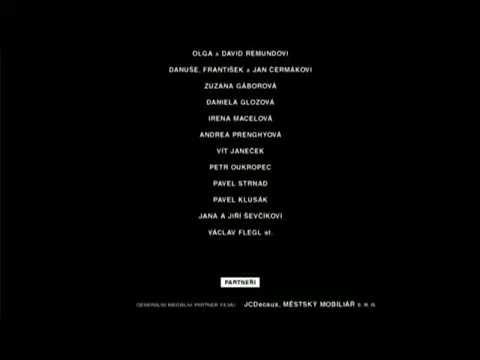 OLGA & DAVID REMUNDOVI
DANUŠE, FRANTIŠEK & JAN ČERMÁKOVI
ZUZANA GÁBOROVÁ
DANIELA GLOZOVÁ
IRENA MACELOVÁ
ANDREA PRENGHYOVÁ
VÍT JANEČEK
PETR OUKROPEC
PAVEL STRNAD
PAVEL KLUSÁK
JANA A JIŘÍ ŠEVČÍKOVI
VÁCLAV FLEGL st.
PARTNEŘI
GENERÁLNÍ MEDIÁLNÍ PARTNER FILMU JCDecaux, MĚSTSKÝ MOBILIÁŘ s. r. o.